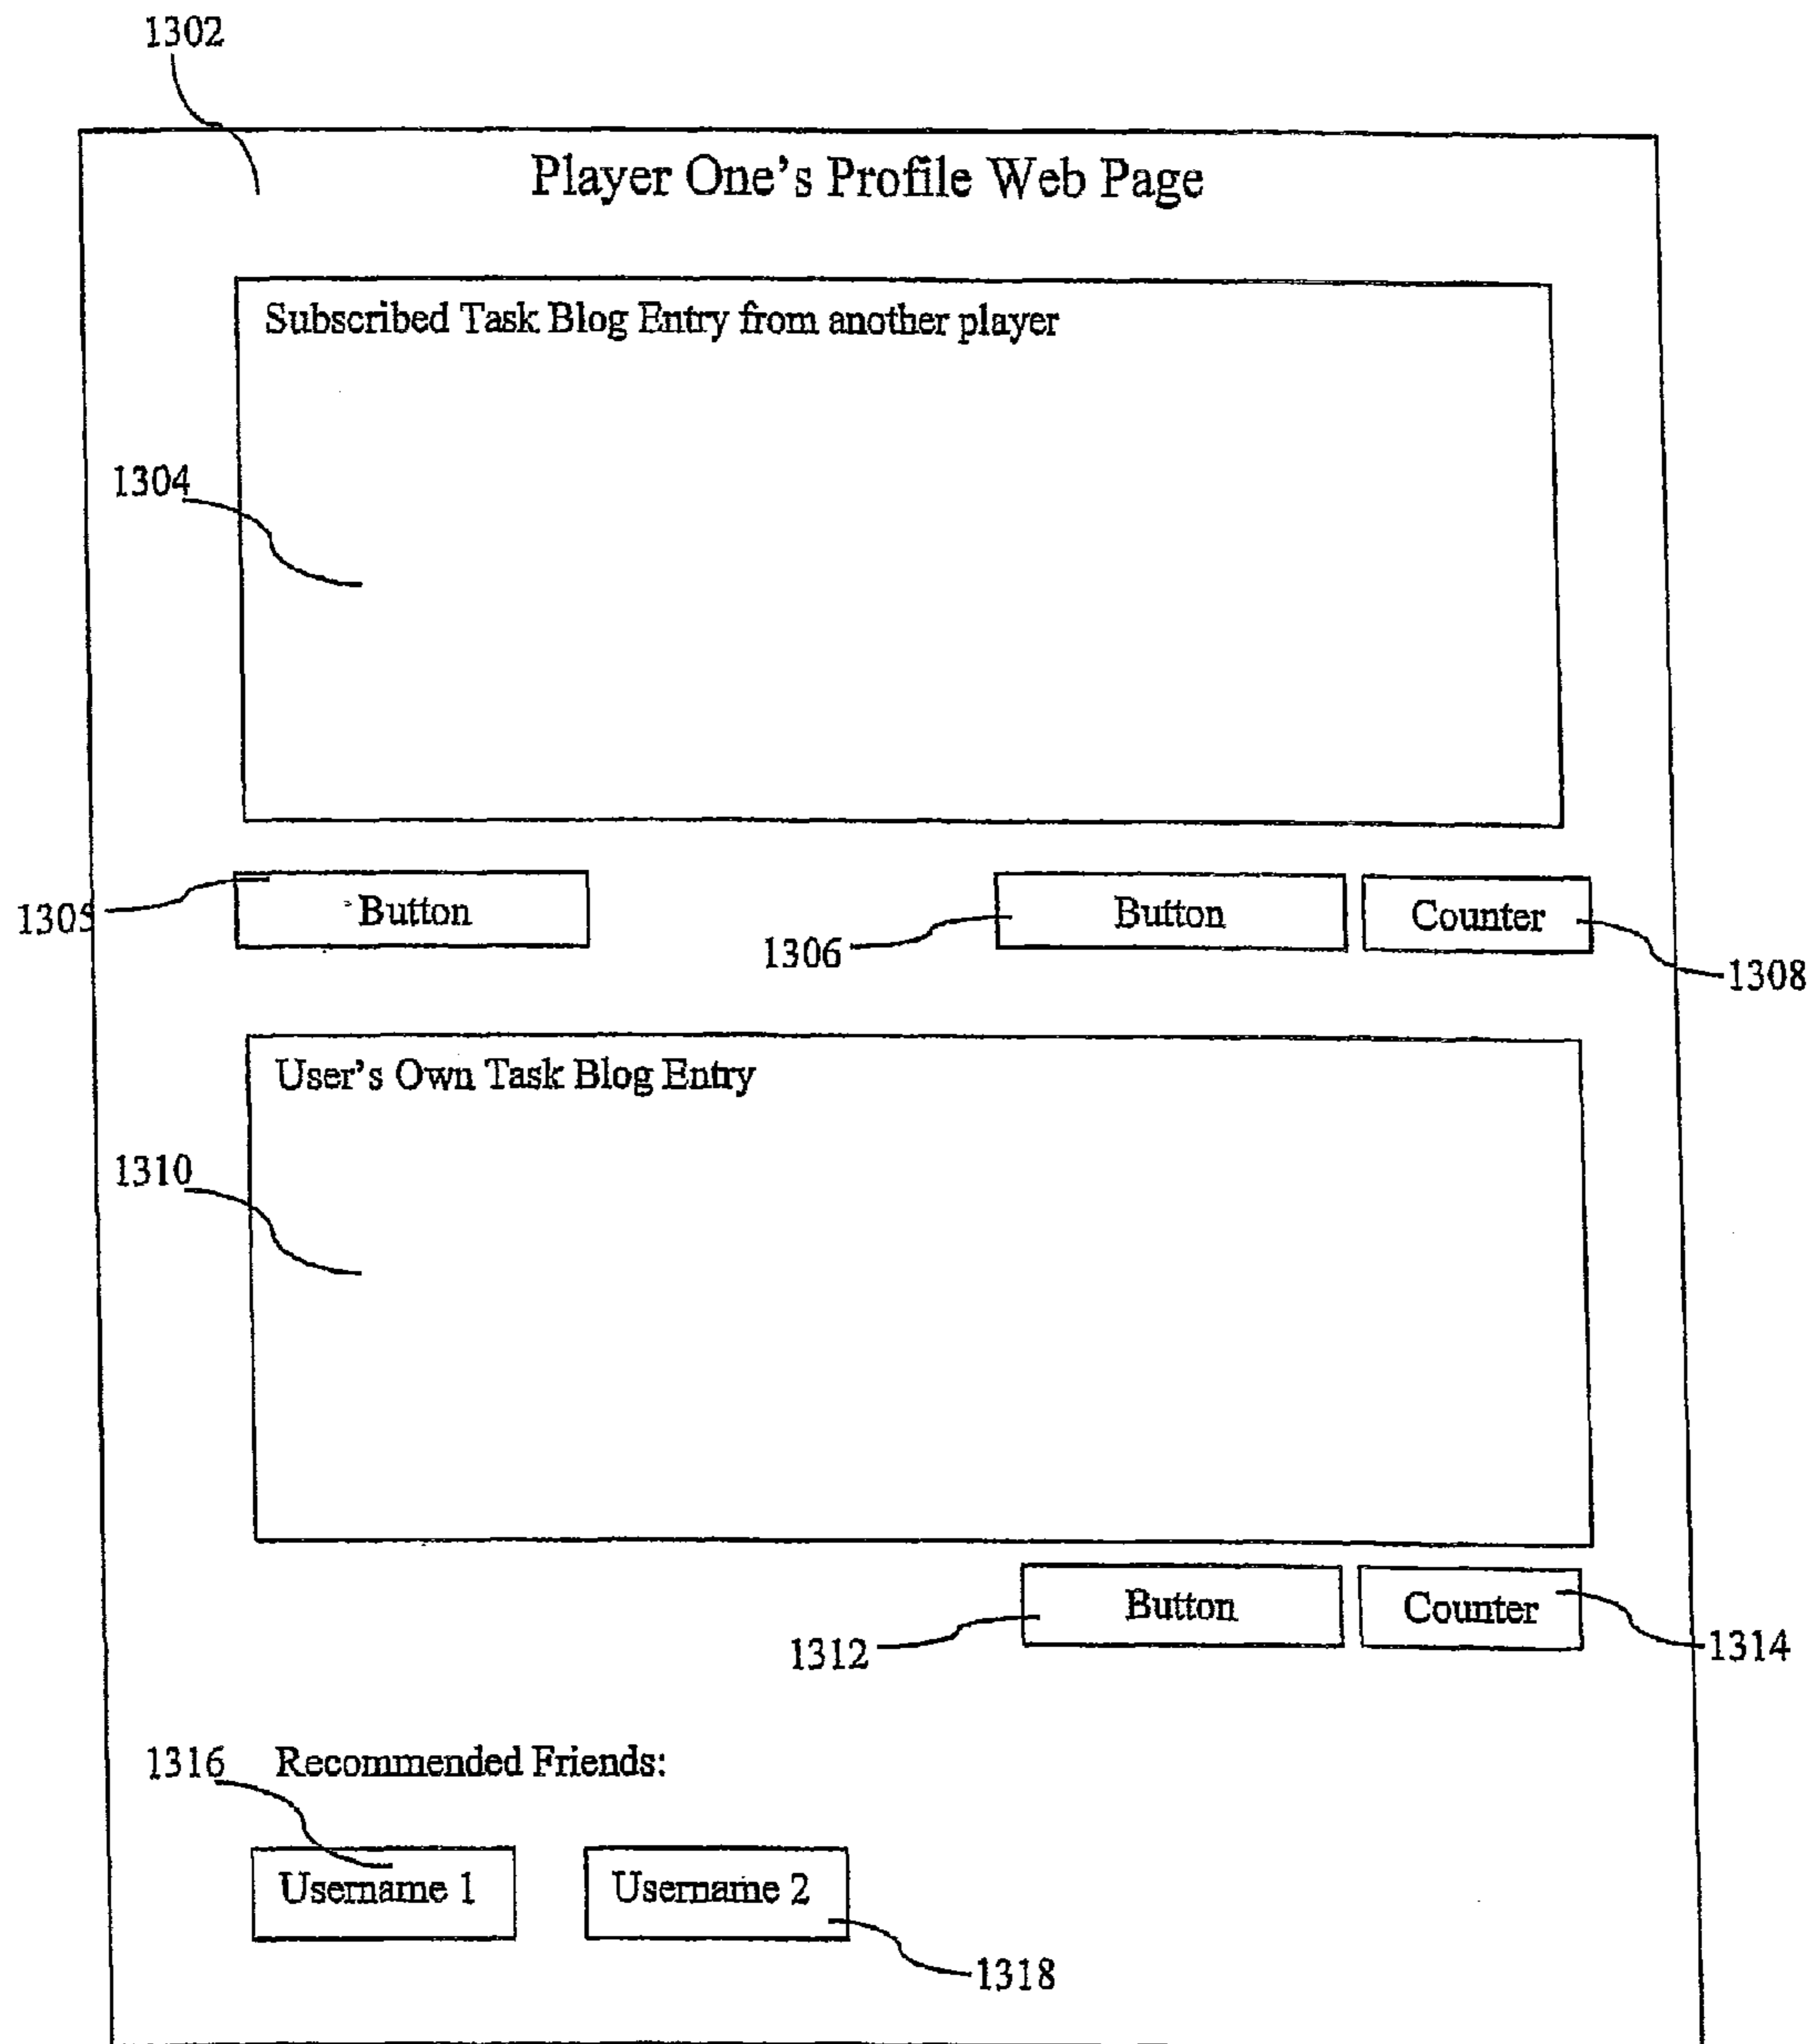 1302
Player One's Profile Web Page
Subscribed Task Blog Entry from another player
1304
1305 Button 1306 Button Counter 1308
User's Own Task Blog Entry
1310
1312 Button Counter 1314
1316 Recommended Friends:
Username 1 Username 2
1318